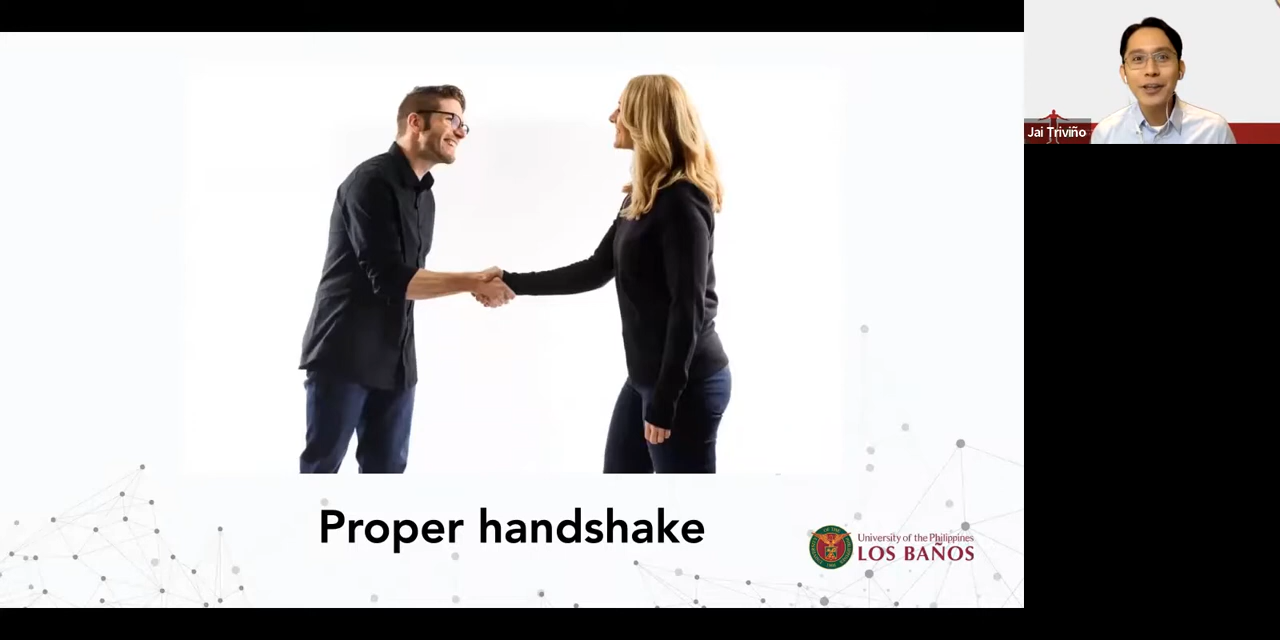 Jai Triviño
Proper handshake
University of the Philippines
LOS BAÑOS